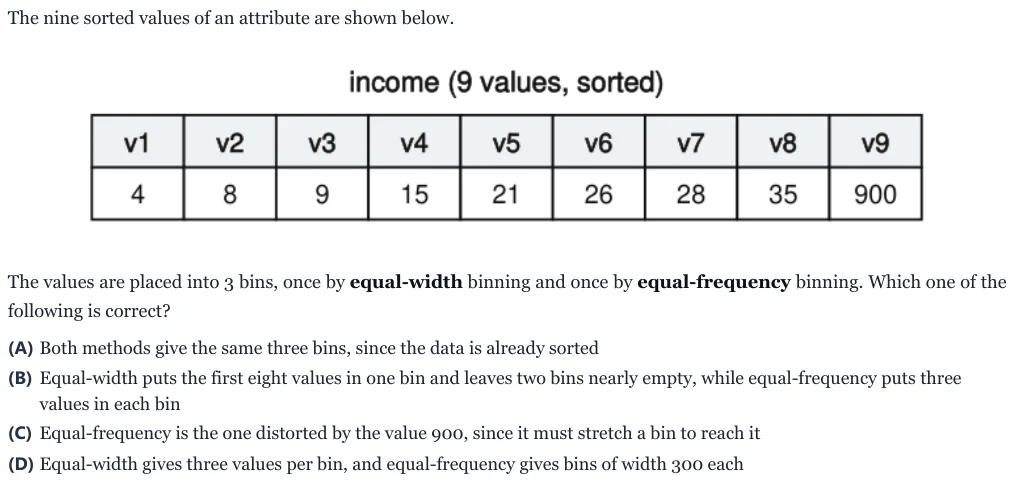 The nine sorted values of an attribute are shown below.
income (9 values, sorted)
v1 v2 v3 v4 v5 v6 v7 v8 v9
4 8 9 15 21 26 28 35 900
The values are placed into 3 bins, once by equal-width binning and once by equal-frequency binning. Which one of the
following is correct?
(A) Both methods give the same three bins, since the data is already sorted
(B) Equal-width puts the first eight values in one bin and leaves two bins nearly empty, while equal-frequency puts three
values in each bin
(C) Equal-frequency is the one distorted by the value 900, since it must stretch a bin to reach it
(D) Equal-width gives three values per bin, and equal-frequency gives bins of width 300 each